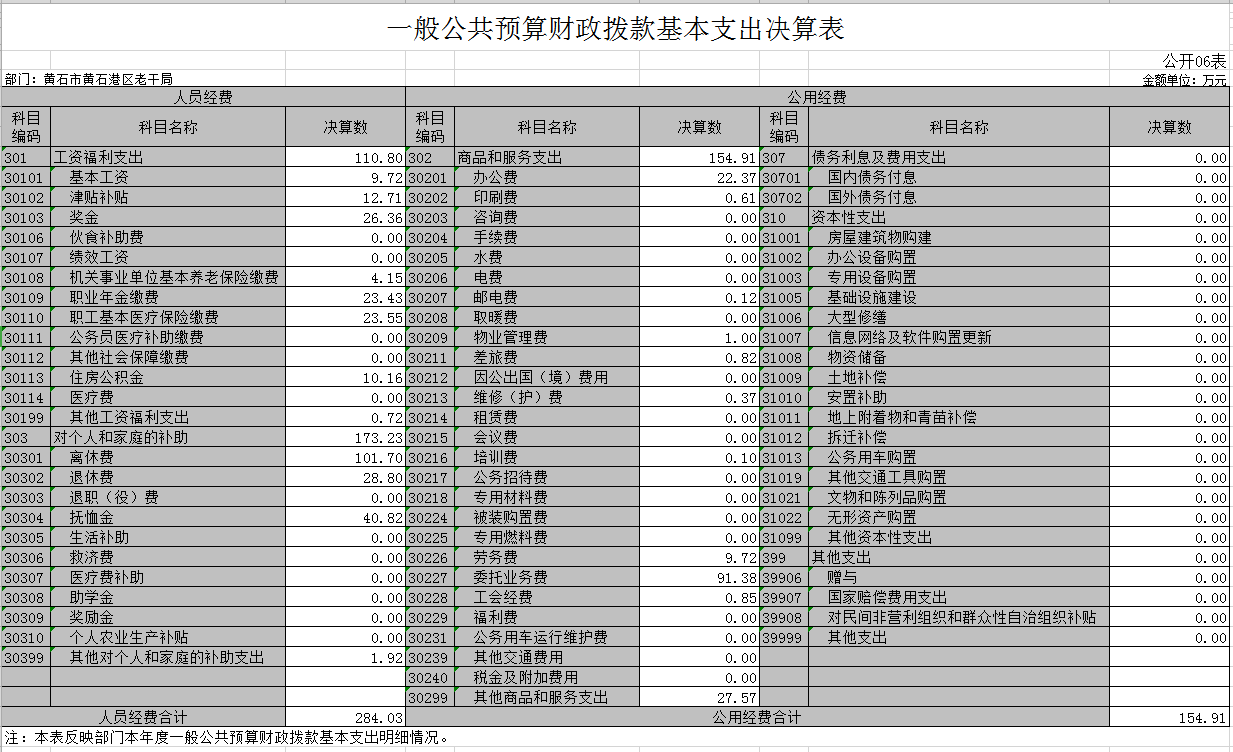 一般公共预算财政拨款基本支出决算表
公开06表
部门：黄石市黄石港区老干局 金额单位：万元
人员经费 公用经费
科目编码 科目名称 决算数 科目编码 科目名称 决算数 科目编码 科目名称 决算数
301 工资福利支出 110.80 302 商品和服务支出 154.91 307 债务利息及费用支出 0.00
30101 基本工资 9.72 30201 办公费 22.37 30701 国内债务付息 0.00
30102 津贴补贴 12.71 30202 印刷费 0.61 30702 国外债务付息 0.00
30103 奖金 26.36 30203 咨询费 0.00 310 资本性支出 0.00
30106 伙食补助费 0.00 30204 手续费 0.00 31001 房屋建筑物购建 0.00
30107 绩效工资 0.00 30205 水费 0.00 31002 办公设备购置 0.00
30108 机关事业单位基本养老保险缴费 4.15 30206 电费 0.00 31003 专用设备购置 0.00
30109 职业年金缴费 23.43 30207 邮电费 0.12 31005 基础设施建设 0.00
30110 职工基本医疗保险缴费 23.55 30208 取暖费 0.00 31006 大型修缮 0.00
30111 公务员医疗补助缴费 0.00 30209 物业管理费 1.00 31007 信息网络及软件购置更新 0.00
30112 其他社会保障缴费 0.00 30211 差旅费 0.82 31008 物资储备 0.00
30113 住房公积金 10.16 30212 因公出国（境）费用 0.00 31009 土地补偿 0.00
30114 医疗费 0.00 30213 维修（护）费 0.37 31010 安置补助 0.00
30199 其他工资福利支出 0.72 30214 租赁费 0.00 31011 地上附着物和青苗补偿 0.00
303 对个人和家庭的补助 173.23 30215 会议费 0.00 31012 拆迁补偿 0.00
30301 离休费 101.70 30216 培训费 0.10 31013 公务用车购置 0.00
30302 退休费 28.80 30217 公务招待费 0.00 31019 其他交通工具购置 0.00
30303 退职（役）费 0.00 30218 专用材料费 0.00 31021 文物和陈列品购置 0.00
30304 抚恤金 40.82 30224 被装购置费 0.00 31022 无形资产购置 0.00
30305 生活补助 0.00 30225 专用燃料费 0.00 31099 其他资本性支出 0.00
30306 救济费 0.00 30226 劳务费 9.72 399 其他支出 0.00
30307 医疗费补助 0.00 30227 委托业务费 91.38 39906 赠与 0.00
30308 助学金 0.00 30228 工会经费 0.85 39907 国家赔偿费用支出 0.00
30309 奖励金 0.00 30229 福利费 0.00 39908 对民间非营利组织和群众性自治组织补贴 0.00
30310 个人农业生产补贴 0.00 30231 公务用车运行维护费 0.00 39999 其他支出 0.00
30399 其他对个人和家庭的补助支出 1.92 30239 其他交通费用 0.00
30240 税金及附加费用 0.00
30299 其他商品和服务支出 27.57
人员经费合计 284.03 公用经费合计 154.91
注：本表反映部门本年度一般公共预算财政拨款基本支出明细情况。